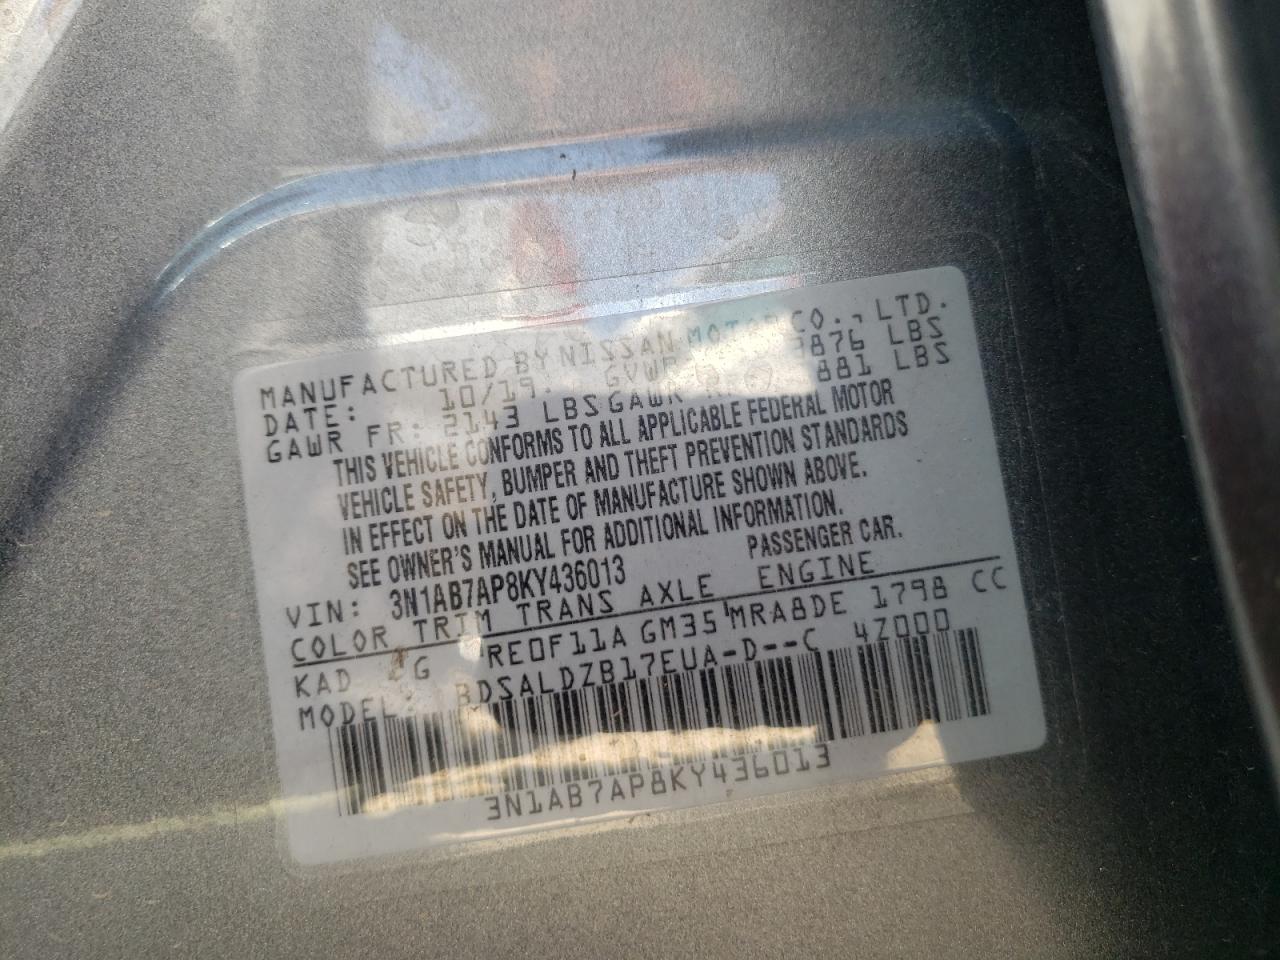 MANUFACTURED BY NISSAN MOTOR CO., LTD.
DATE: 10/19 GVWR 3876 LBS
GAWR FR: 2143 LBS GAWR 881 LBS
THIS VEHICLE CONFORMS TO ALL APPLICABLE FEDERAL MOTOR
VEHICLE SAFETY, BUMPER AND THEFT PREVENTION STANDARDS
IN EFFECT ON THE DATE OF MANUFACTURE SHOWN ABOVE.
SEE OWNER'S MANUAL FOR ADDITIONAL INFORMATION.
VIN: 3N1AB7AP8KY436013 PASSENGER CAR.
COLOR TRIM TRANS AXLE ENGINE
KAD G RE0F11A GM35 MRA8DE 1798 CC
MODEL: BDSALDZB17EUA-D--C 4Z000
3N1AB7AP8KY436013